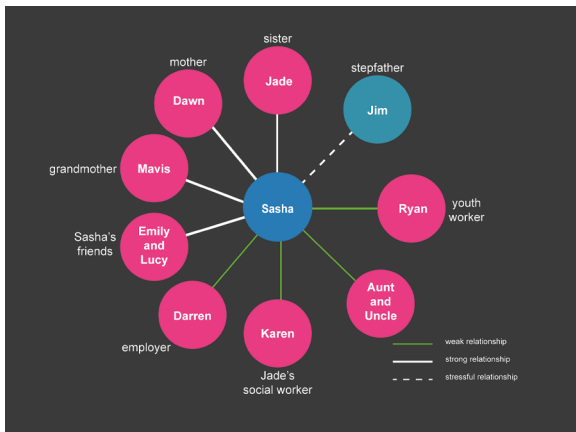 sister
mother
stepfather
Jade
Dawn
Jim
grandmother
Mavis
Sasha
Ryan
youth
worker
Sasha's
friends
Emily
and
Lucy
Aunt
and
Uncle
Darren
Karen
employer
Jade's
social worker
weak relationship
strong relationship
stressful relationship